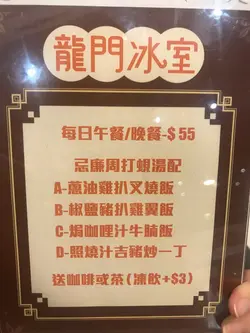 龍門冰室
每日午餐/晚餐-$55
忌廉周打蜆湯配
A-蔥油雞扒叉燒飯
B-椒鹽豬扒雞翼飯
C-焗咖哩汁牛腩飯
D-照燒汁吉豬炒一丁
送咖啡或茶(凍飲+$3)